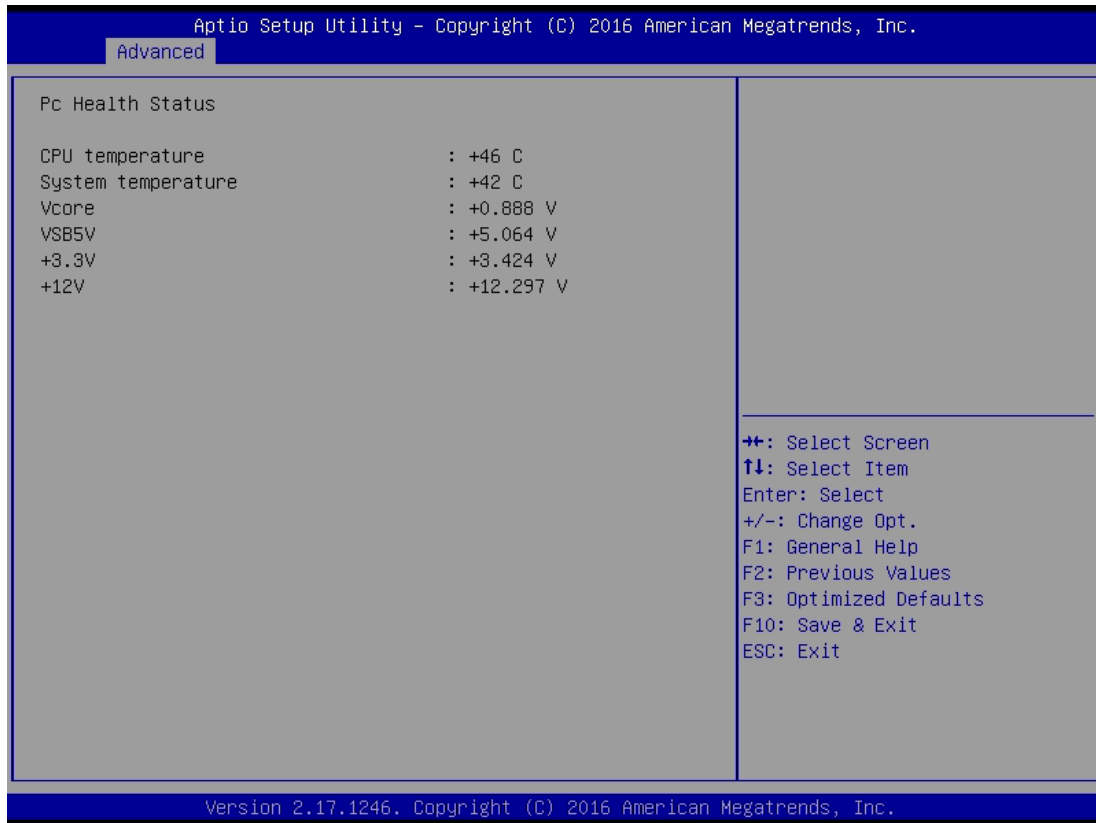 Aptio Setup Utility – Copyright (C) 2016 American Megatrends, Inc.
Advanced
Pc Health Status
CPU temperature : +46 C
System temperature : +42 C
Vcore : +0.888 V
VSB5V : +5.064 V
+3.3V : +3.424 V
+12V : +12.297 V
→←: Select Screen
↑↓: Select Item
Enter: Select
+/-: Change Opt.
F1: General Help
F2: Previous Values
F3: Optimized Defaults
F10: Save & Exit
ESC: Exit
Version 2.17.1246. Copyright (C) 2016 American Megatrends, Inc.